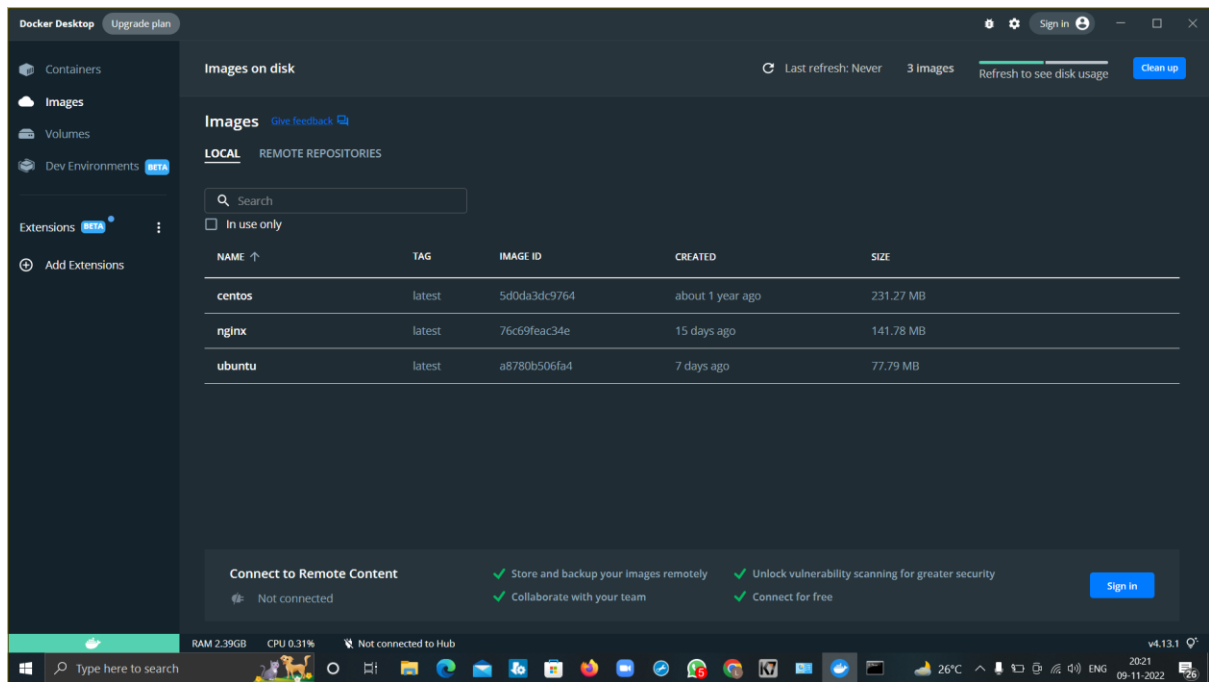 Docker Desktop Upgrade plan Sign in
Containers
Images
Volumes
Dev Environments BETA
Extensions BETA
Add Extensions
Images on disk Last refresh: Never 3 images Refresh to see disk usage Clean up
Images Give feedback
LOCAL REMOTE REPOSITORIES
Search
In use only
NAME TAG IMAGE ID CREATED SIZE
centos latest 5d0da3dc9764 about 1 year ago 231.27 MB
nginx latest 76c69feac34e 15 days ago 141.78 MB
ubuntu latest a8780b506fa4 7 days ago 77.79 MB
Connect to Remote Content
Not connected
Store and backup your images remotely
Collaborate with your team
Unlock vulnerability scanning for greater security
Connect for free
Sign in
RAM 2.39GB CPU 0.31% Not connected to Hub v4.13.1
Type here to search 26°C ENG 20:21
09-11-2022 26